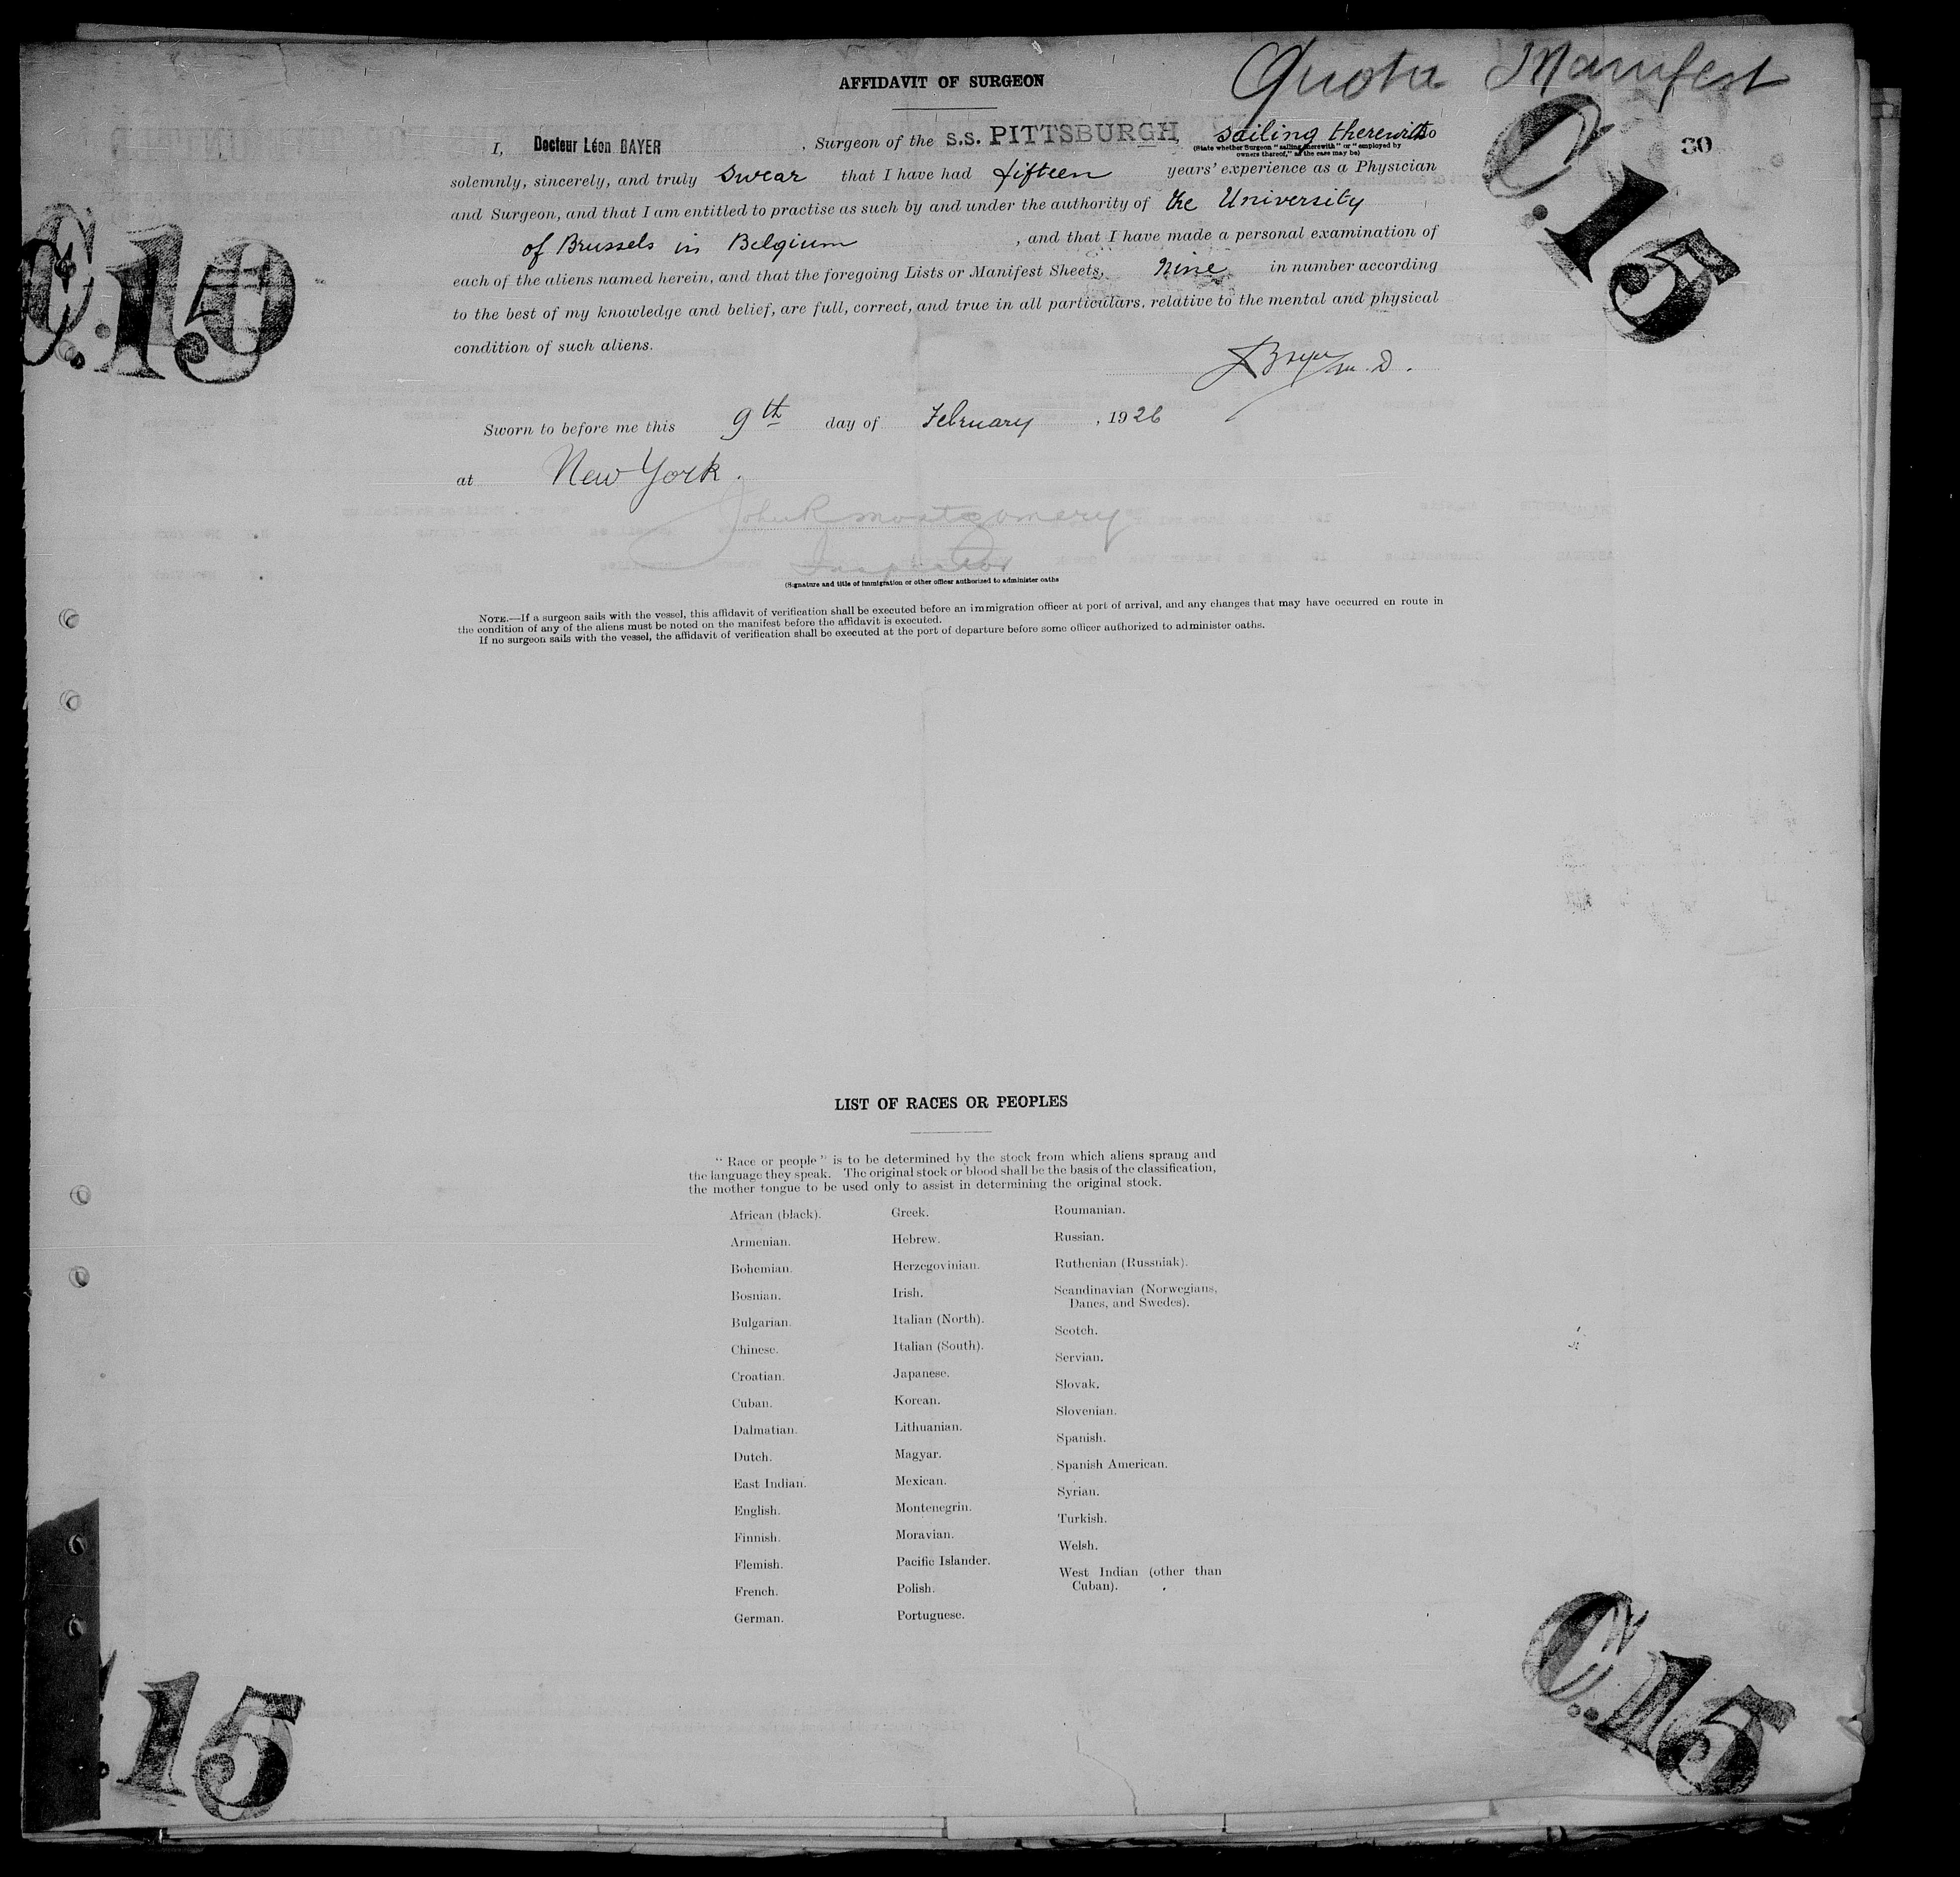 Quota Manifest
AFFIDAVIT OF SURGEON
C.15
30
C.15
I, Docteur Léon BAYER, Surgeon of the S.S. PITTSBURGH, sailing therewith do
(State whether Surgeon "sailing therewith" or "employed by
owners thereof," as the case may be)
solemnly, sincerely, and truly swear that I have had fifteen years' experience as a Physician
and Surgeon, and that I am entitled to practise as such by and under the authority of the University
of Brussels in Belgium, and that I have made a personal examination of
each of the aliens named herein, and that the foregoing Lists or Manifest Sheets, nine in number according
to the best of my knowledge and belief, are full, correct, and true in all particulars, relative to the mental and physical
condition of such aliens.
LBayer M.D.
Sworn to before me this 9th day of February, 1926
at New York.
John R Montgomery
Inspector
(Signature and title of immigration or other officer authorized to administer oaths
NOTE.—If a surgeon sails with the vessel, this affidavit of verification shall be executed before an immigration officer at port of arrival, and any changes that may have occurred en route in
the condition of any of the aliens must be noted on the manifest before the affidavit is executed.
If no surgeon sails with the vessel, the affidavit of verification shall be executed at the port of departure before some officer authorized to administer oaths.
LIST OF RACES OR PEOPLES
"Race or people" is to be determined by the stock from which aliens sprang and
the language they speak. The original stock or blood shall be the basis of the classification,
the mother tongue to be used only to assist in determining the original stock.
African (black).
Armenian.
Bohemian.
Bosnian.
Bulgarian.
Chinese.
Croatian.
Cuban.
Dalmatian.
Dutch.
East Indian.
English.
Finnish.
Flemish.
French.
German.
Greek.
Hebrew.
Herzegovinian.
Irish.
Italian (North).
Italian (South).
Japanese.
Korean.
Lithuanian.
Magyar.
Mexican.
Montenegrin.
Moravian.
Pacific Islander.
Polish.
Portuguese.
Roumanian.
Russian.
Ruthenian (Russniak).
Scandinavian (Norwegians,
Danes, and Swedes).
Scotch.
Servian.
Slovak.
Slovenian.
Spanish.
Spanish American.
Syrian.
Turkish.
Welsh.
West Indian (other than
Cuban).
15
C.15